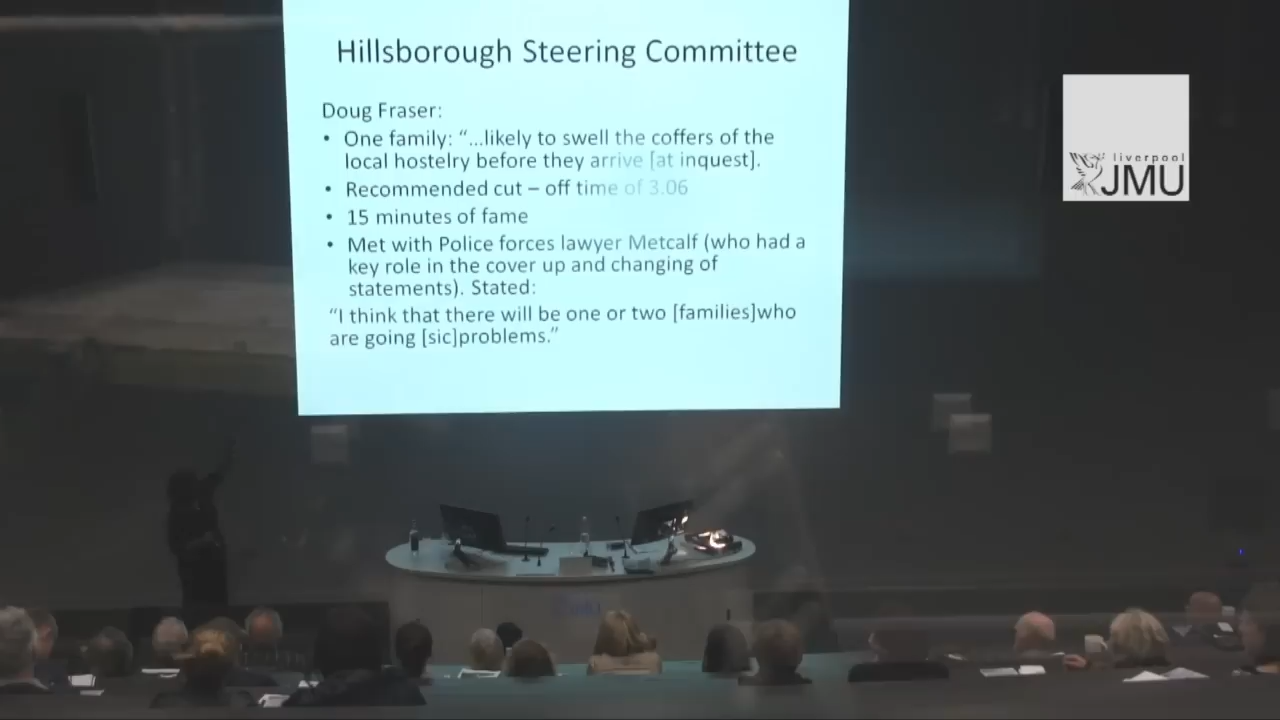 Hillsborough Steering Committee
Doug Fraser:
• One family: “...likely to swell the coffers of the
local hostelry before they arrive [at inquest].
• Recommended cut – off time of 3.06
• 15 minutes of fame
• Met with Police forces lawyer Metcalf (who had a
key role in the cover up and changing of
statements). Stated:
“I think that there will be one or two [families]who
are going [sic]problems.”
liverpool
JMU